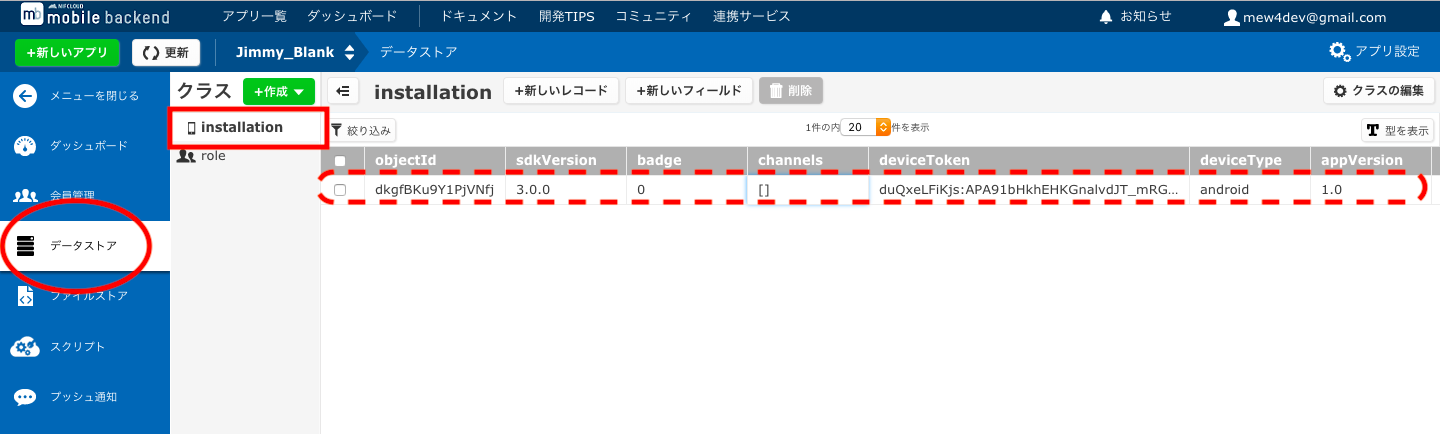 NIFCLOUD
mb mobile backend アプリ一覧 ダッシュボード ドキュメント 開発TIPS コミュニティ 連携サービス お知らせ mew4dev@gmail.com
+新しいアプリ 更新 Jimmy_Blank データストア アプリ設定
メニューを閉じる クラス +作成 installation +新しいレコード +新しいフィールド 削除 クラスの編集
installation 絞り込み 1件の内 20 件を表示 T 型を表示
ダッシュボード role objectId sdkVersion badge channels deviceToken deviceType appVersion
会員管理 dkgfBKu9Y1PjVNfj 3.0.0 0 [] duQxeLFiKjs:APA91bHkhEHKGnalvdJT_mRG... android 1.0
データストア
ファイルストア
スクリプト
プッシュ通知